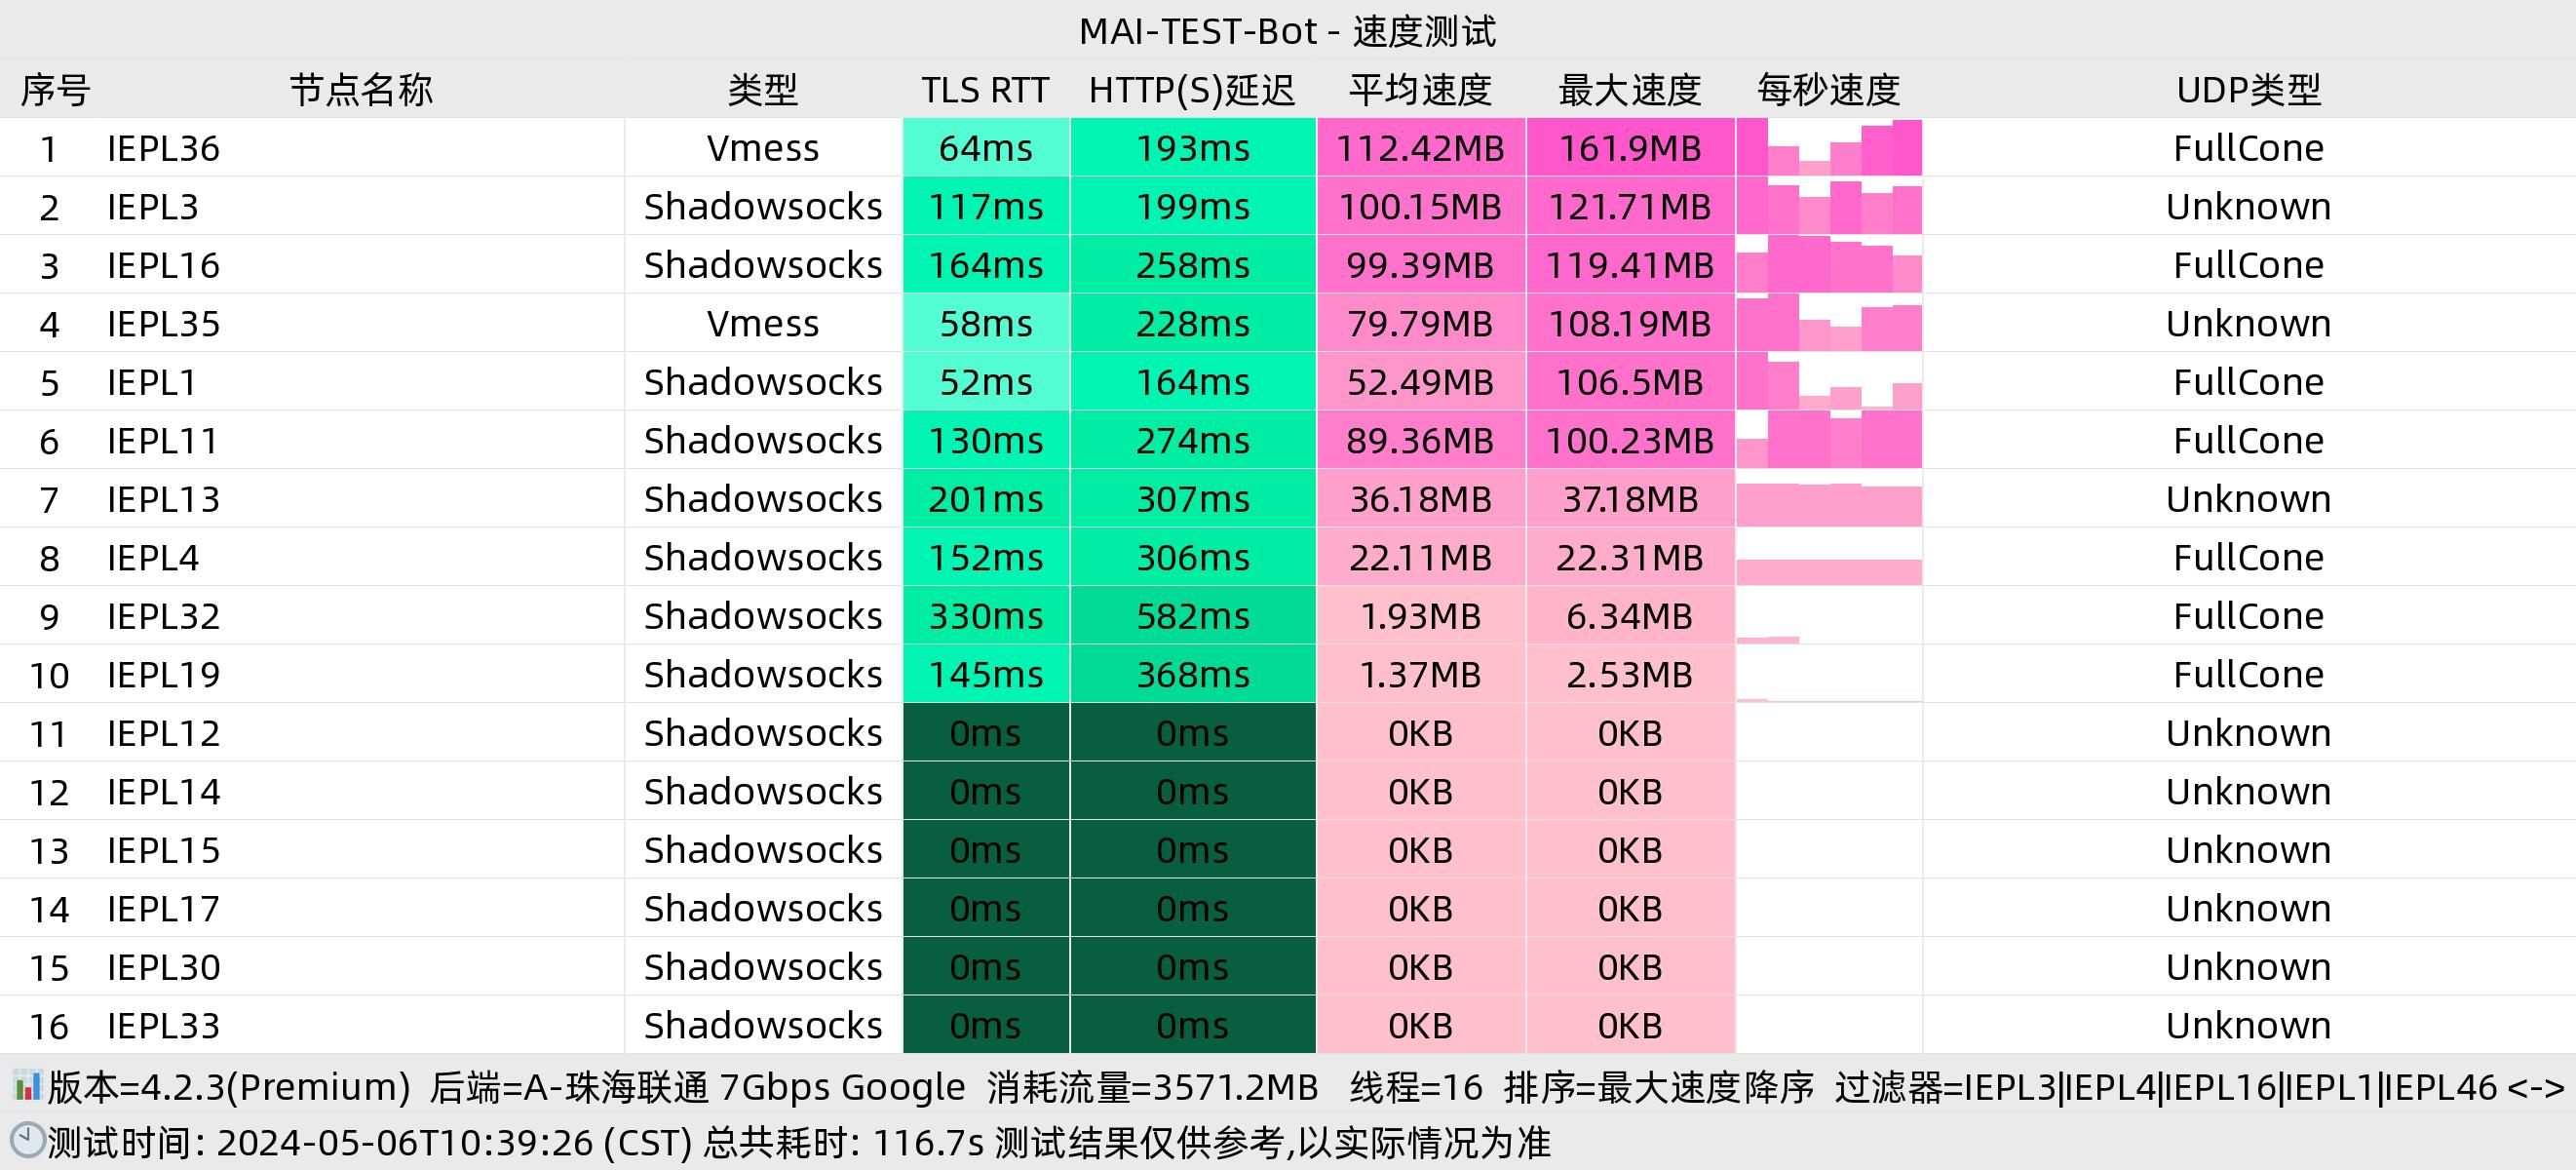 MAI-TEST-Bot - 速度测试
序号 节点名称 类型 TLS RTT HTTP(S)延迟 平均速度 最大速度 每秒速度 UDP类型
1 IEPL36 Vmess 64ms 193ms 112.42MB 161.9MB FullCone
2 IEPL3 Shadowsocks 117ms 199ms 100.15MB 121.71MB Unknown
3 IEPL16 Shadowsocks 164ms 258ms 99.39MB 119.41MB FullCone
4 IEPL35 Vmess 58ms 228ms 79.79MB 108.19MB Unknown
5 IEPL1 Shadowsocks 52ms 164ms 52.49MB 106.5MB FullCone
6 IEPL11 Shadowsocks 130ms 274ms 89.36MB 100.23MB FullCone
7 IEPL13 Shadowsocks 201ms 307ms 36.18MB 37.18MB Unknown
8 IEPL4 Shadowsocks 152ms 306ms 22.11MB 22.31MB FullCone
9 IEPL32 Shadowsocks 330ms 582ms 1.93MB 6.34MB FullCone
10 IEPL19 Shadowsocks 145ms 368ms 1.37MB 2.53MB FullCone
11 IEPL12 Shadowsocks 0ms 0ms 0KB 0KB Unknown
12 IEPL14 Shadowsocks 0ms 0ms 0KB 0KB Unknown
13 IEPL15 Shadowsocks 0ms 0ms 0KB 0KB Unknown
14 IEPL17 Shadowsocks 0ms 0ms 0KB 0KB Unknown
15 IEPL30 Shadowsocks 0ms 0ms 0KB 0KB Unknown
16 IEPL33 Shadowsocks 0ms 0ms 0KB 0KB Unknown
版本=4.2.3(Premium) 后端=A-珠海联通 7Gbps Google 消耗流量=3571.2MB 线程=16 排序=最大速度降序 过滤器=IEPL3|IEPL4|IEPL16|IEPL1|IEPL46 <->
测试时间: 2024-05-06T10:39:26 (CST) 总共耗时: 116.7s 测试结果仅供参考,以实际情况为准